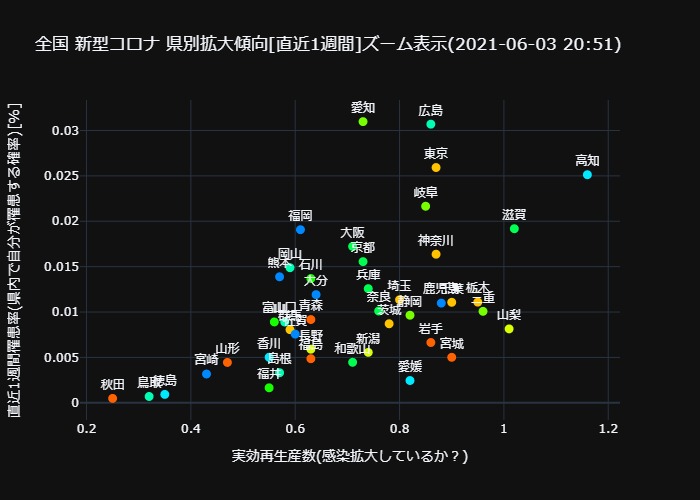 全国 新型コロナ 県別拡大傾向[直近1週間]ズーム表示(2021-06-03 20:51)
直近1週間罹患率(県内で自分が罹患する確率)[%]
0.03
0.025
0.02
0.015
0.01
0.005
0
愛知
広島
東京
高知
岐阜
滋賀
福岡
大阪
京都
神奈川
岡山
熊本
石川
大分
兵庫
奈良
埼玉
静岡
茨城
鹿児島
栃木
三重
山梨
富山
青森
佐賀
長野
福島
新潟
和歌山
岩手
宮城
愛媛
香川
島根
福井
山形
宮崎
秋田
鳥取
徳島
0.2
0.4
0.6
0.8
1
1.2
実効再生産数(感染拡大しているか？)